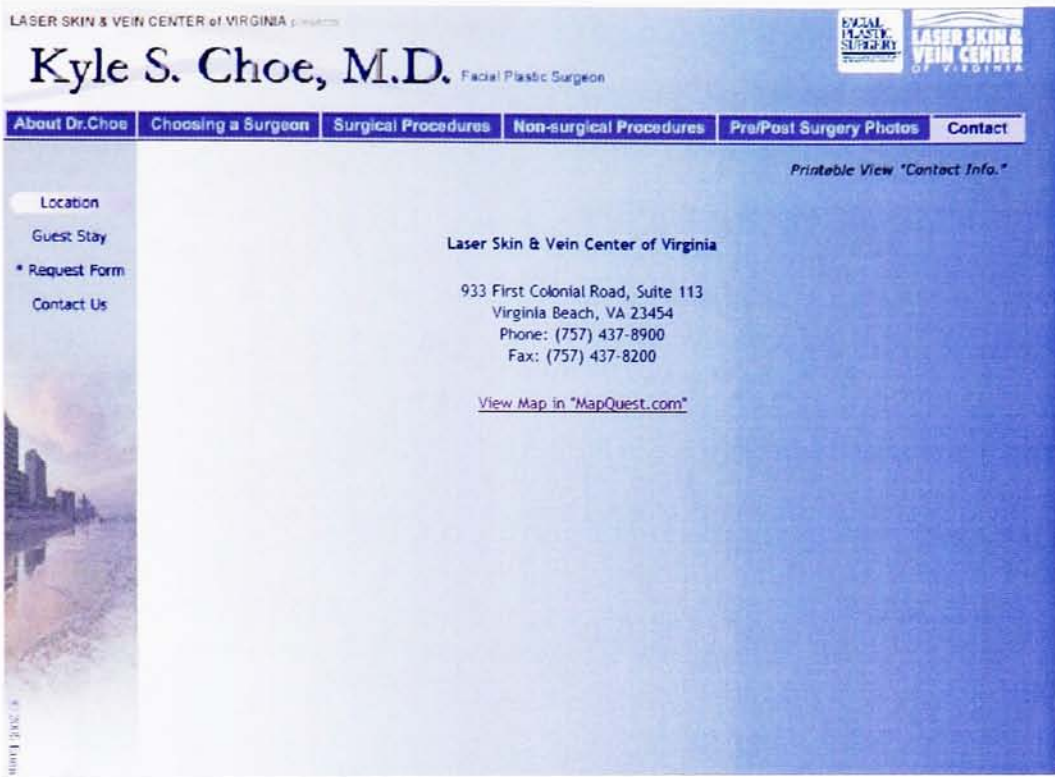 LASER SKIN & VEIN CENTER of VIRGINIA presents
Kyle S. Choe, M.D. Facial Plastic Surgeon
FACIAL
PLASTIC
SURGERY
LASER SKIN &
VEIN CENTER
OF VIRGINIA
About Dr.Choe Choosing a Surgeon Surgical Procedures Non-surgical Procedures Pre/Post Surgery Photos Contact
Printable View "Contact Info."
Location
Guest Stay
* Request Form
Contact Us
Laser Skin & Vein Center of Virginia
933 First Colonial Road, Suite 113
Virginia Beach, VA 23454
Phone: (757) 437-8900
Fax: (757) 437-8200
View Map in "MapQuest.com"
© 2005